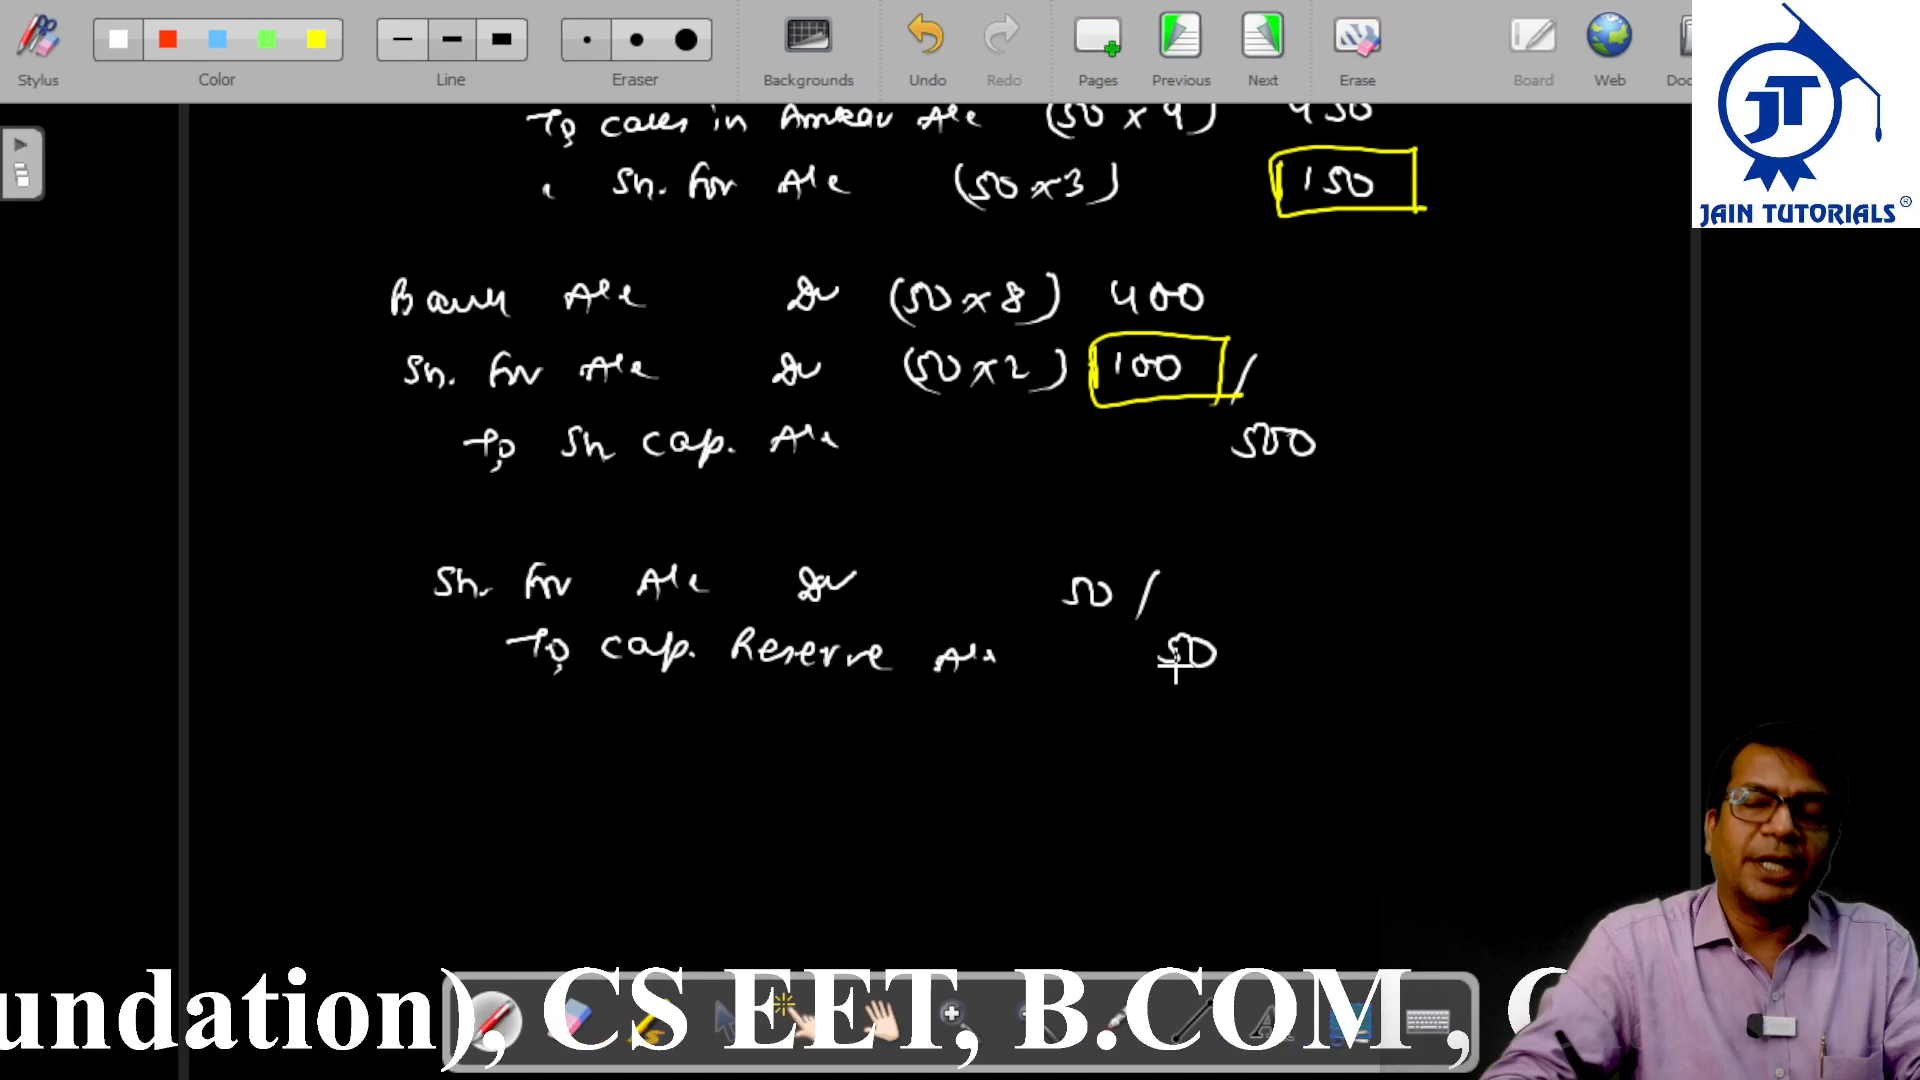 Stylus
Color
Line
Eraser
Backgrounds
Undo
Redo
Pages
Previous
Next
Erase
Board
Web
Doc
JT
JAIN TUTORIALS®
To calls in Arrear A/c (50 x 9) 450
" Sh. For A/c (50 x 3) 150
Bank A/c Dr (50 x 8) 400
Sh. For A/c Dr (50 x 2) 100 /
To Sh cap. A/c 500
Sh. For A/c Dr 50 /
To cap. Reserve A/c 50
undation), CS EET, B.COM , C